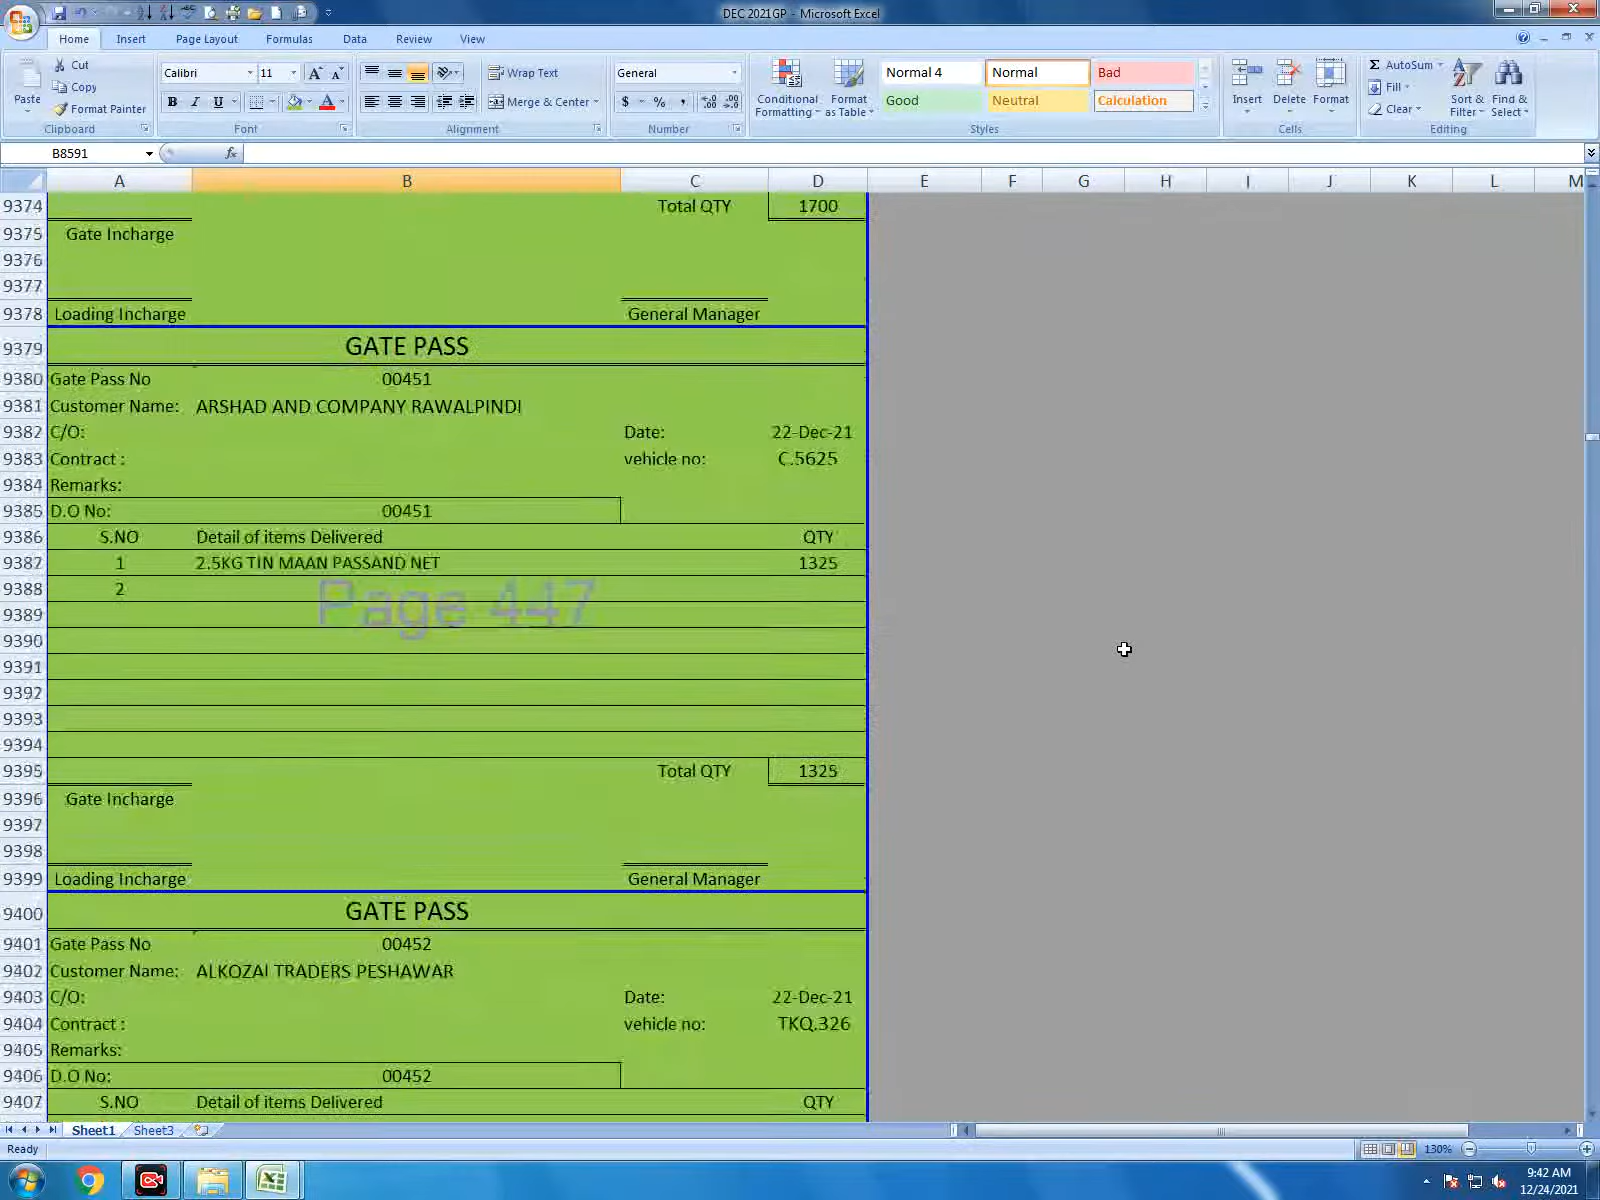 DEC 2021GP - Microsoft Excel
Home Insert Page Layout Formulas Data Review View
Paste
Cut
Copy
Format Painter
Clipboard
Calibri 11
B I U
Font
Wrap Text
Merge & Center
Alignment
General
$ % ,
Number
Conditional Formatting
Format as Table
Normal 4 Normal Bad
Good Neutral Calculation
Styles
Insert Delete Format
Cells
Σ AutoSum
Fill
Clear
Sort & Filter
Find & Select
Editing
B8591 fx
A B C D E F G H I J K L M
9374 Total QTY 1700
9375 Gate Incharge
9376
9377
9378 Loading Incharge General Manager
9379 GATE PASS
9380 Gate Pass No 00451
9381 Customer Name: ARSHAD AND COMPANY RAWALPINDI
9382 C/O: Date: 22-Dec-21
9383 Contract : vehicle no: C.5625
9384 Remarks:
9385 D.O No: 00451
9386 S.NO Detail of items Delivered QTY
9387 1 2.5KG TIN MAAN PASSAND NET 1325
9388 2
Page 447
9389
9390
9391
9392
9393
9394
9395 Total QTY 1325
9396 Gate Incharge
9397
9398
9399 Loading Incharge General Manager
9400 GATE PASS
9401 Gate Pass No 00452
9402 Customer Name: ALKOZAI TRADERS PESHAWAR
9403 C/O: Date: 22-Dec-21
9404 Contract : vehicle no: TKQ.326
9405 Remarks:
9406 D.O No: 00452
9407 S.NO Detail of items Delivered QTY
Sheet1 Sheet3
Ready 130%
9:42 AM
12/24/2021